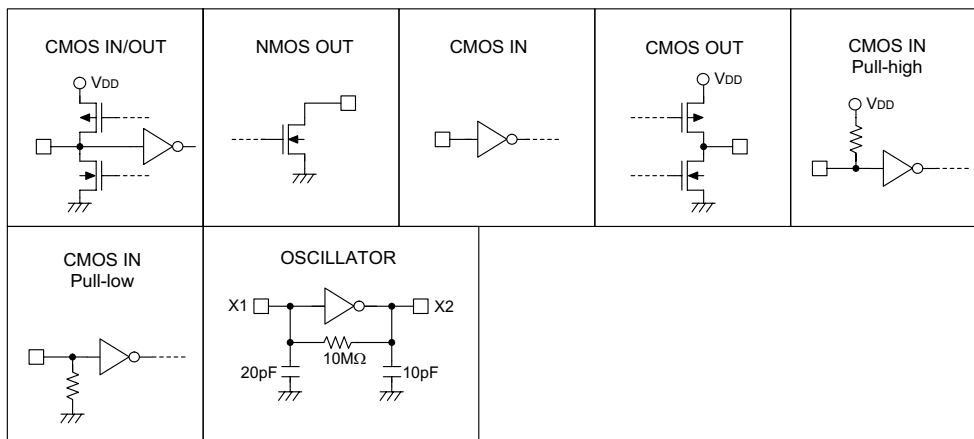 CMOS IN/OUT
VDD
NMOS OUT
CMOS IN
CMOS OUT
VDD
CMOS IN
Pull-high
VDD
CMOS IN
Pull-low
OSCILLATOR
X1
X2
10MΩ
20pF
10pF